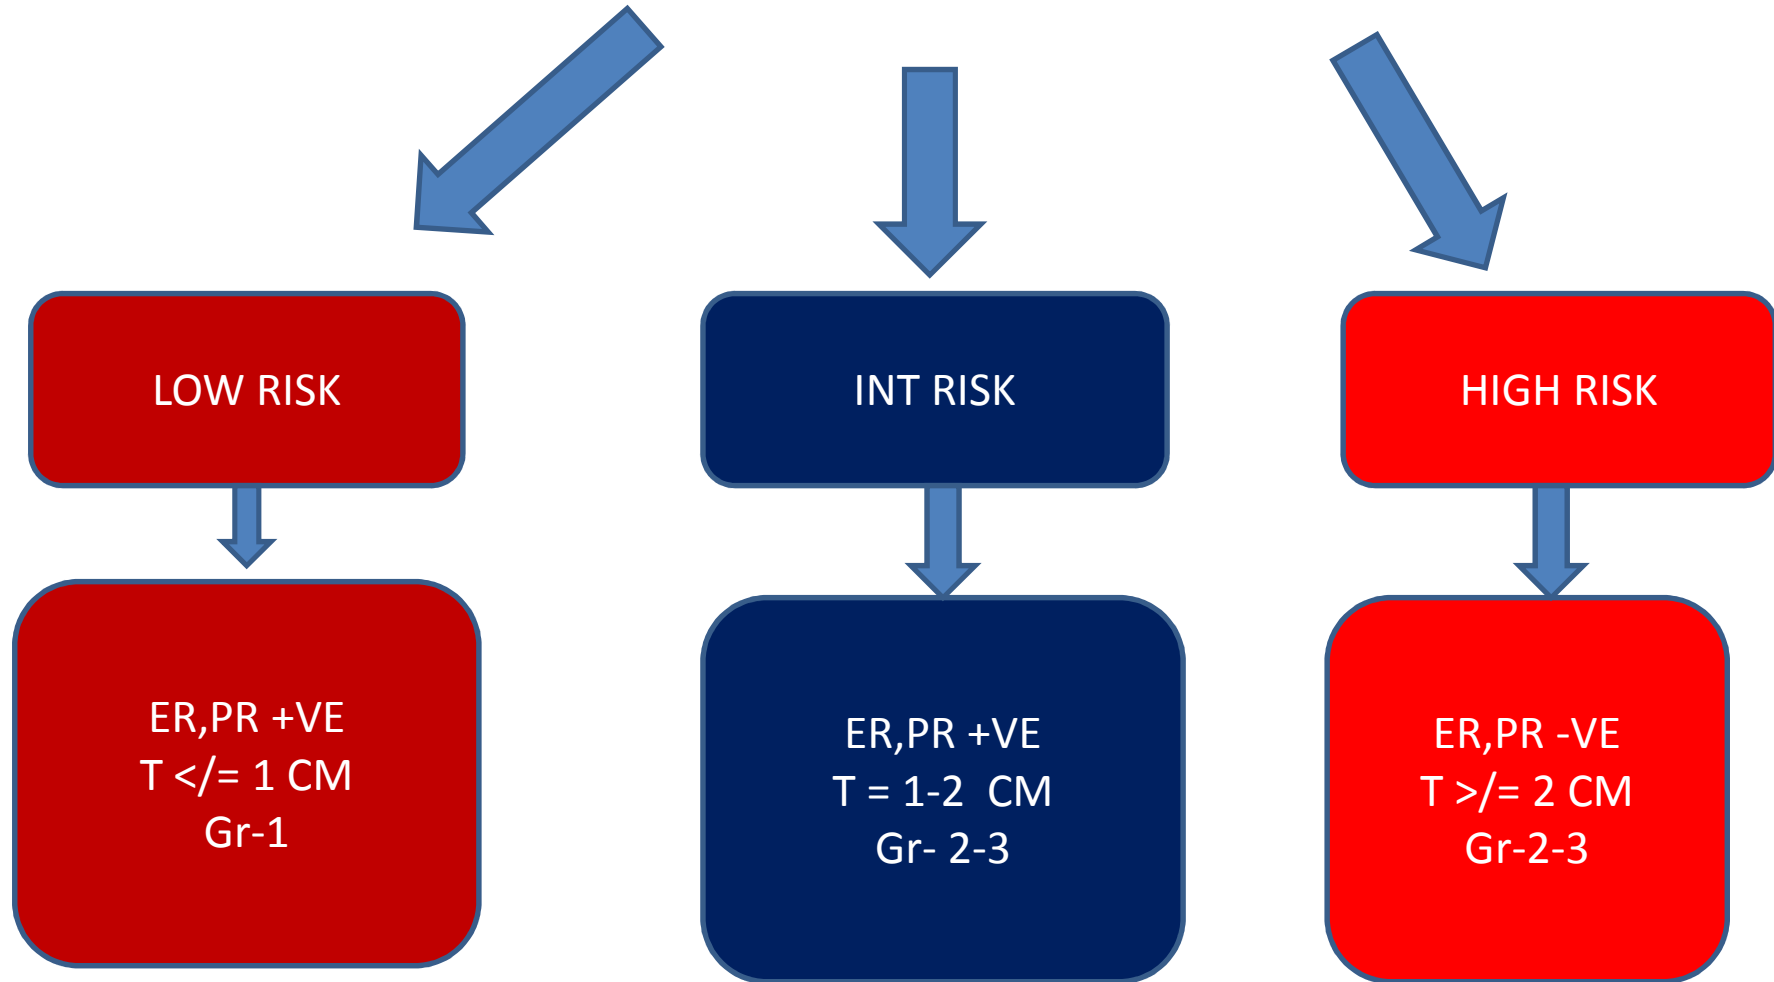 LOW RISK
INT RISK
HIGH RISK
ER,PR +VE
T </= 1 CM
Gr-1
ER,PR +VE
T = 1-2  CM
Gr- 2-3
ER,PR -VE
T >/= 2 CM
Gr-2-3